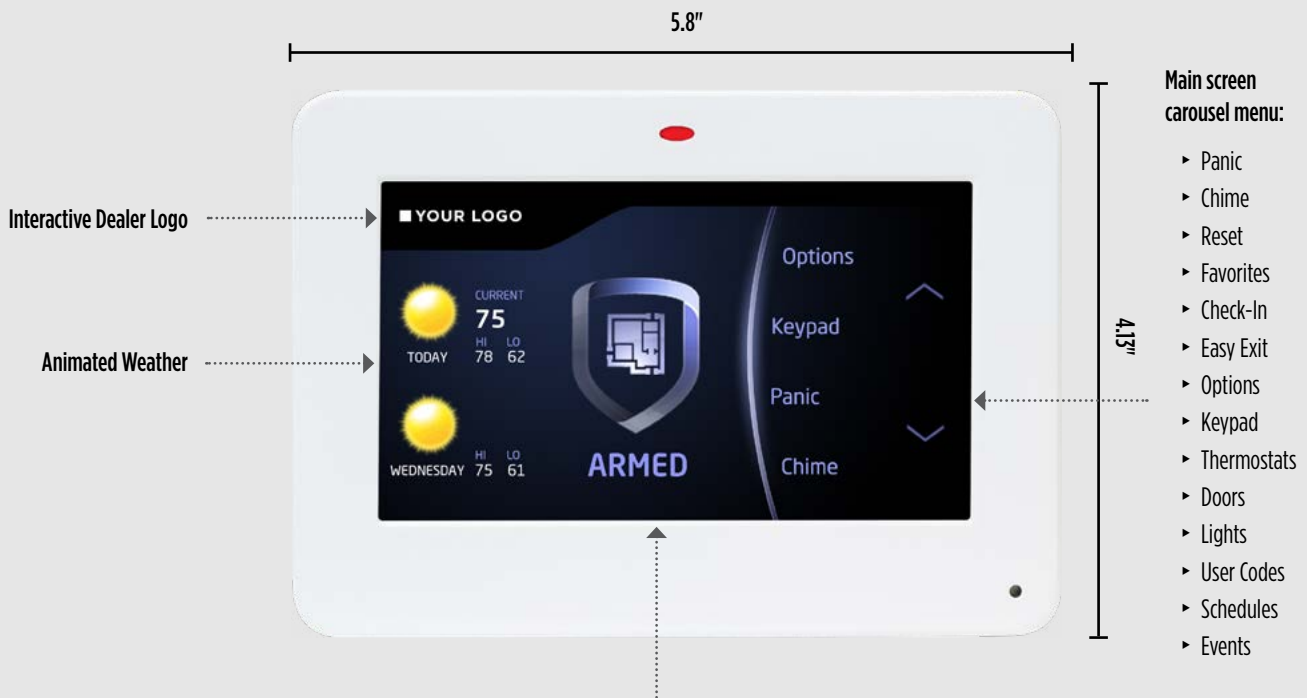 5.8"
Main screen
carousel menu:
▸ Panic
▸ Chime
▸ Reset
▸ Favorites
▸ Check-In
▸ Easy Exit
▸ Options
▸ Keypad
▸ Thermostats
▸ Doors
▸ Lights
▸ User Codes
▸ Schedules
▸ Events
4.13"
Interactive Dealer Logo
Animated Weather
YOUR LOGO
CURRENT
75
HI LO
78 62
TODAY
HI LO
75 61
WEDNESDAY
ARMED
Options
Keypad
Panic
Chime